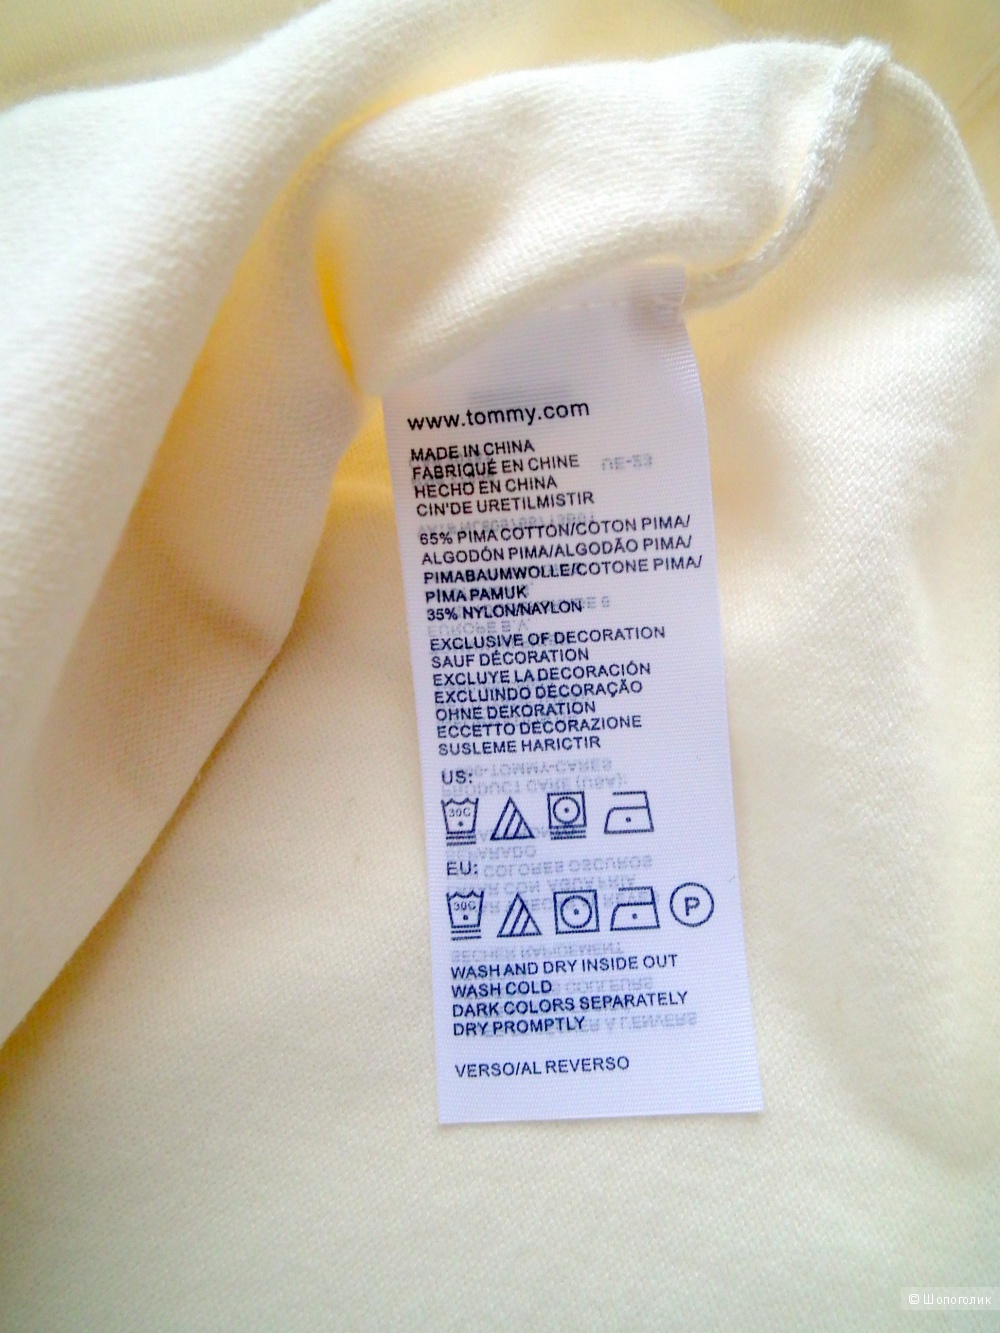 www.tommy.com
MADE IN CHINA
FABRIQUÉ EN CHINE
HECHO EN CHINA
CIN'DE URETILMISTIR
65% PIMA COTTON/COTON PIMA/
ALGODÓN PIMA/ALGODÃO PIMA/
PIMABAUMWOLLE/COTONE PIMA/
PIMA PAMUK
35% NYLON/NAYLON
EXCLUSIVE OF DECORATION
SAUF DÉCORATION
EXCLUYE LA DECORACIÓN
EXCLUINDO DECORAÇÃO
OHNE DEKORATION
ECCETTO DECORAZIONE
SUSLEME HARICTIR
US:
30C
EU:
30C P
WASH AND DRY INSIDE OUT
WASH COLD
DARK COLORS SEPARATELY
DRY PROMPTLY
VERSO/AL REVERSO
© Шопоголик